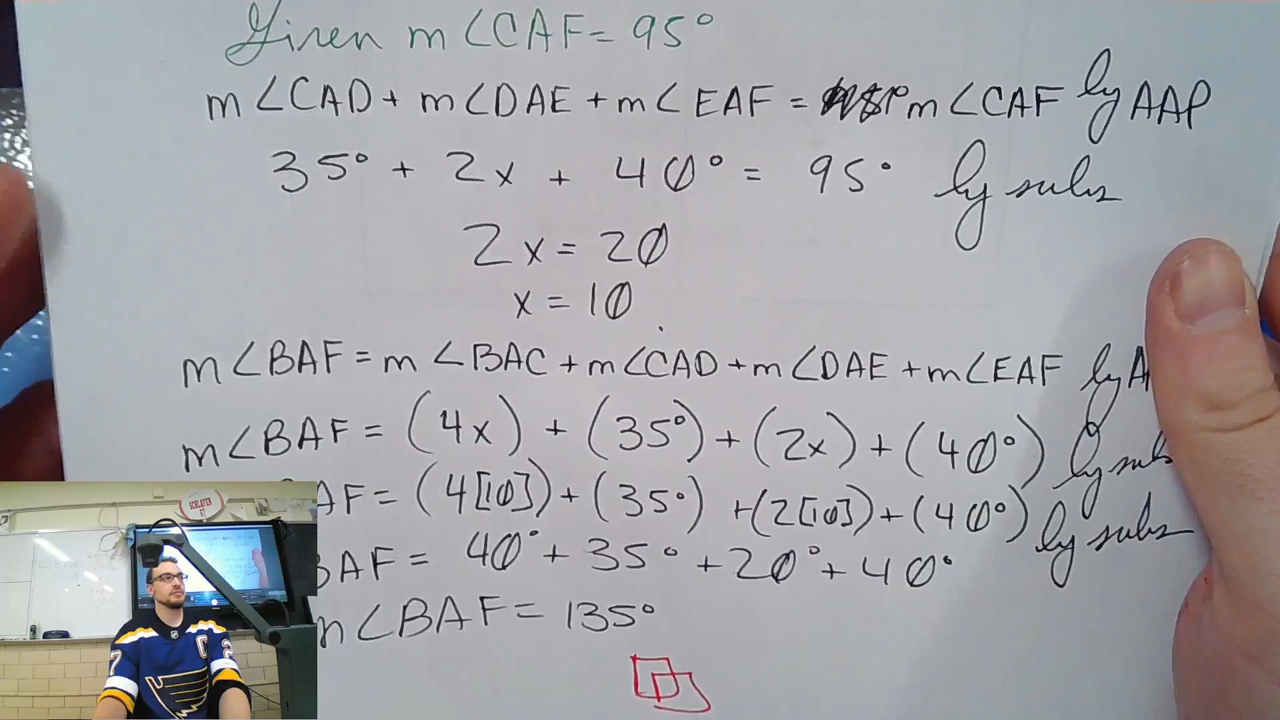 Given m∠CAF = 95°
m∠CAD + m∠DAE + m∠EAF = m∠CAF by AAP
35° + 2x + 40° = 95° by subs
2x = 20
x = 10
m∠BAF = m∠BAC + m∠CAD + m∠DAE + m∠EAF by A
m∠BAF = (4x) + (35°) + (2x) + (40°) by subs
AF = (4[10]) + (35°) + (2[10]) + (40°) by subs
BAF = 40° + 35° + 20° + 40°
m∠BAF = 135°
C